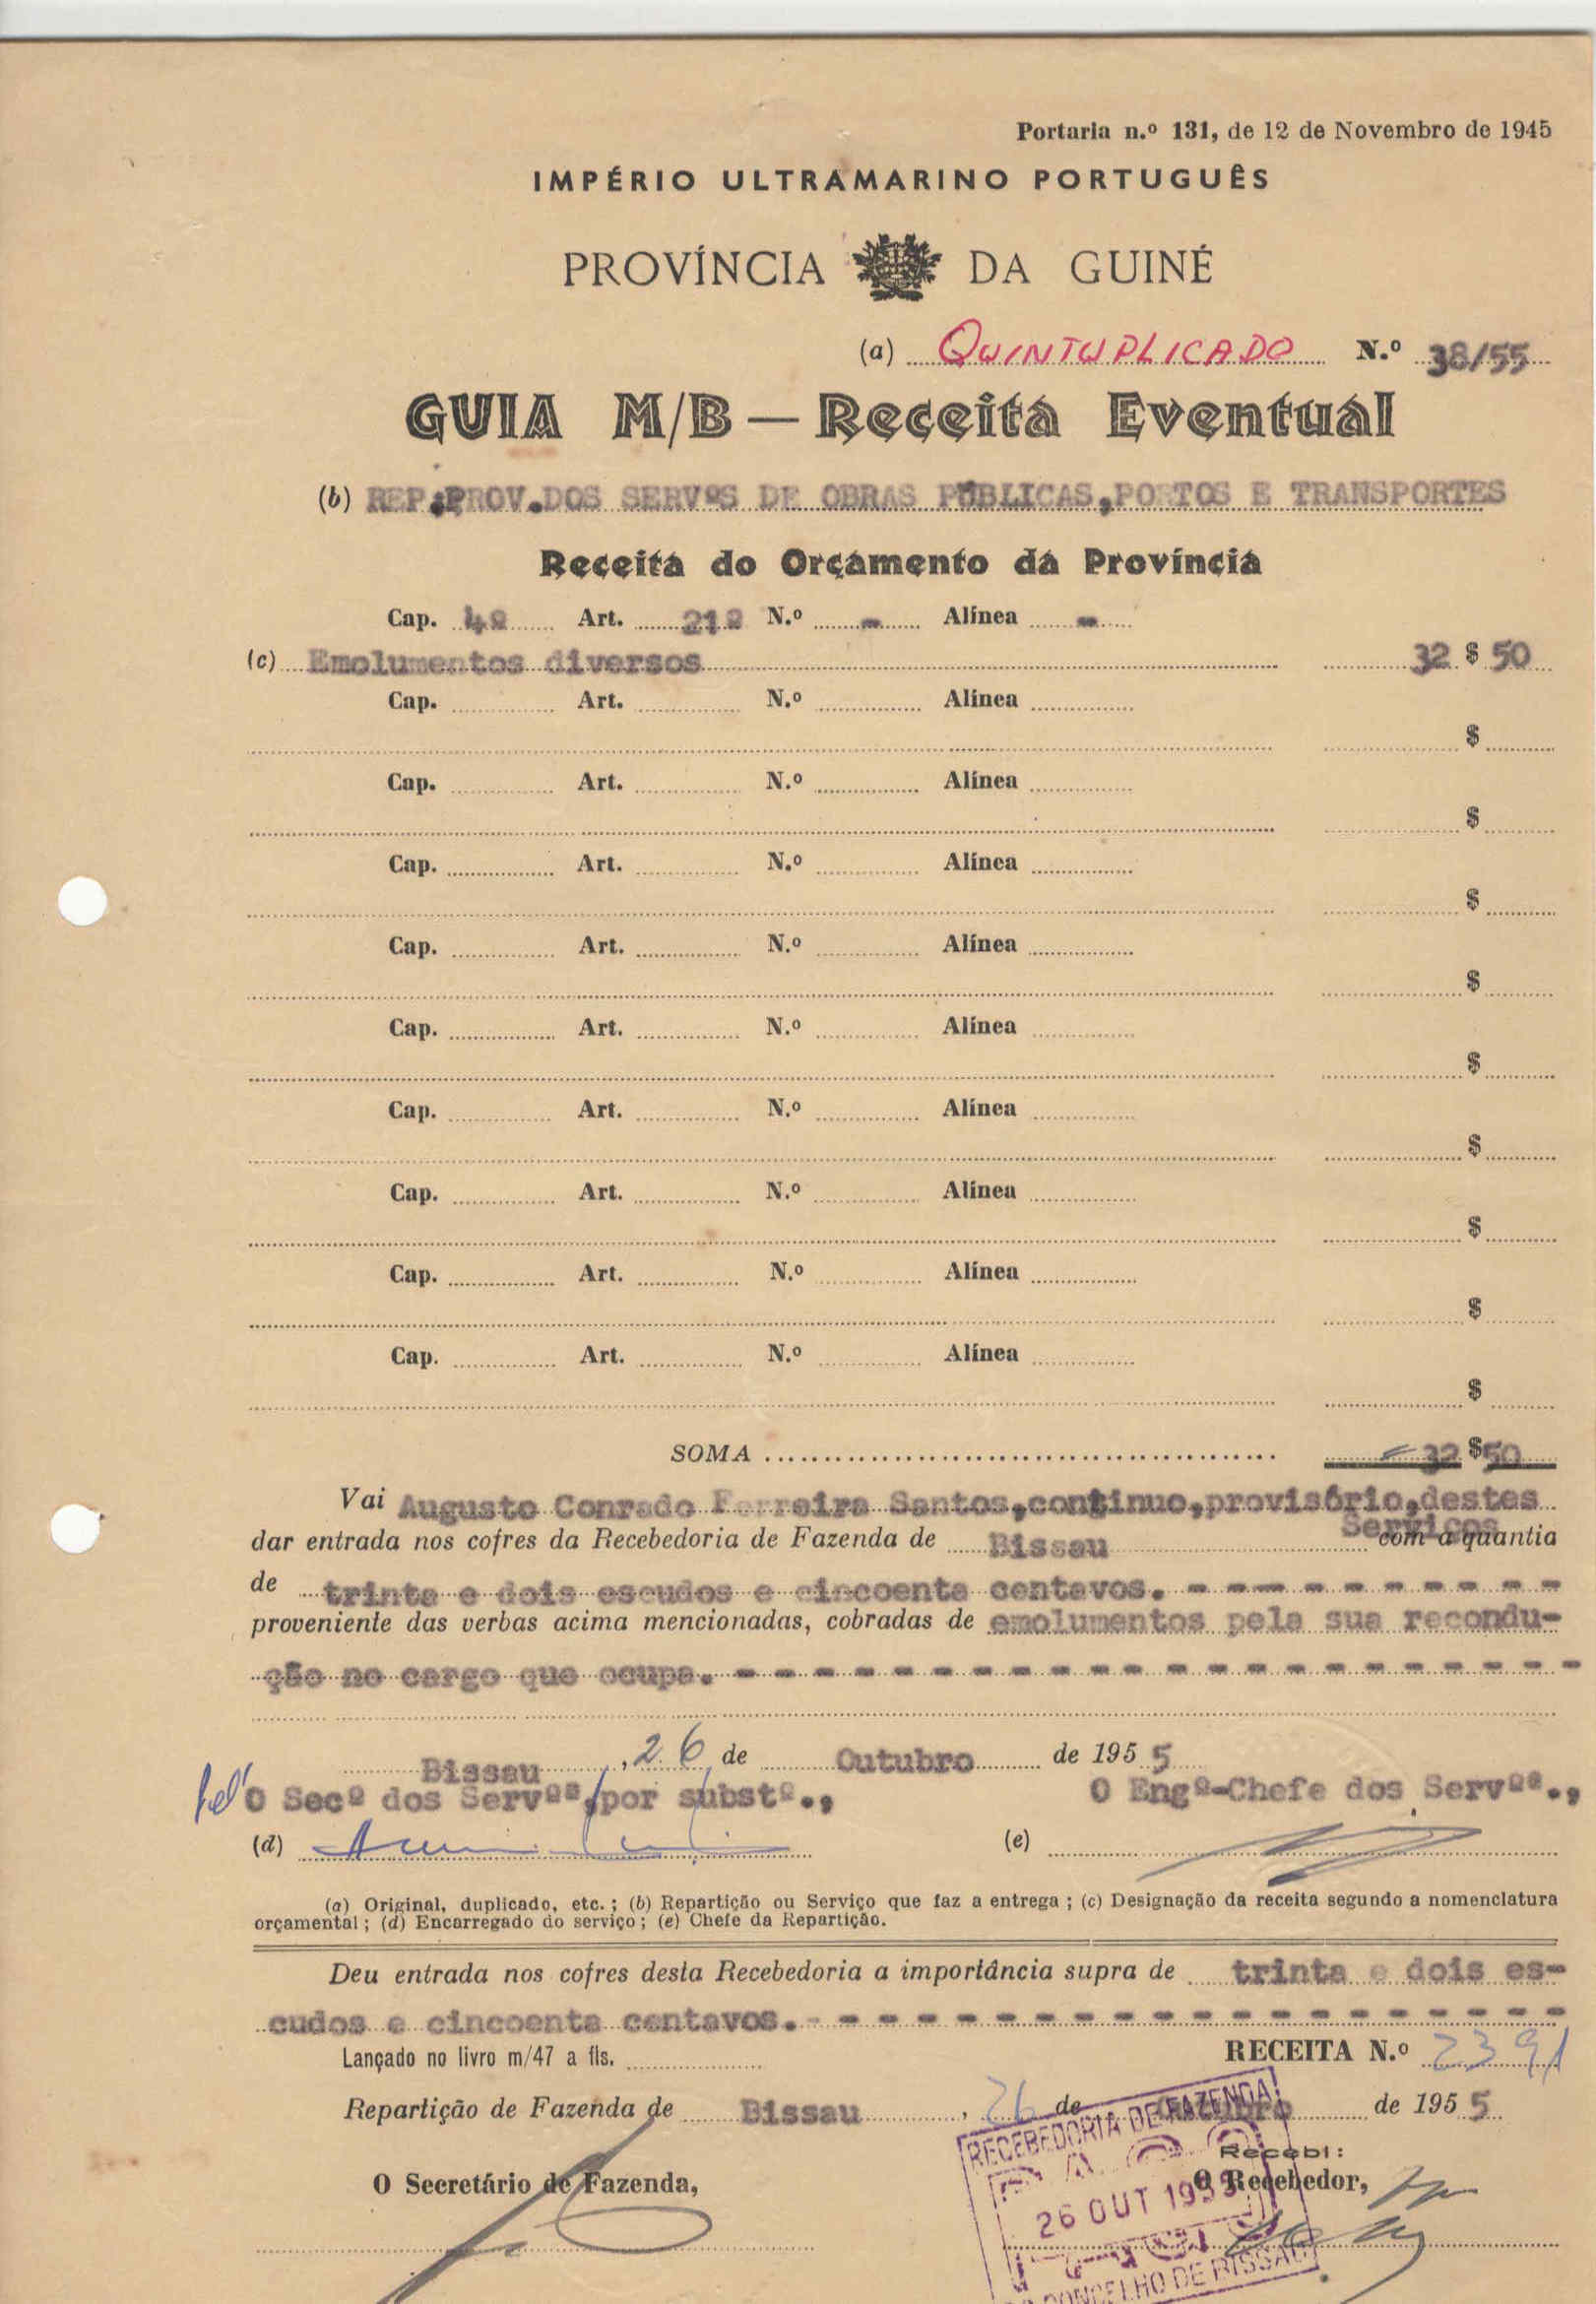 Portaria n.º 131, de 12 de Novembro de 1945
IMPÉRIO ULTRAMARINO PORTUGUÊS
PROVÍNCIA DA GUINÉ
(a) QUINTUPLICADO N.º 38/55
GUIA M/B — Receita Eventual
(b) REP.PROV.DOS SERVºS DE OBRAS PÚBLICAS,PORTOS E TRANSPORTES
Receita do Orçamento da Província
Cap. 4º Art. 21º N.º - Alínea -
(c) Emolumentos diversos 32 $ 50
Cap. Art. N.º Alínea
$
Cap. Art. N.º Alínea
$
Cap. Art. N.º Alínea
$
Cap. Art. N.º Alínea
$
Cap. Art. N.º Alínea
$
Cap. Art. N.º Alínea
$
Cap. Art. N.º Alínea
$
Cap. Art. N.º Alínea
$
Cap. Art. N.º Alínea
$
SOMA 32 $ 50
Vai Augusto Conrado Ferreira Santos,continuo,provisório,destes
Serviços
dar entrada nos cofres da Recebedoria de Fazenda de Bissau com a quantia
de trinta e dois escudos e cincoenta centavos. - - - - - - - - - -
proveniente das verbas acima mencionadas, cobradas de emolumentos pela sua recondu-
ção no cargo que ocupa. - - - - - - - - - - - - - - - - - - - - - -
Bissau, 26 de Outubro de 1955
Pel'O Secº dos Servºs,por substº., O Engº-Chefe dos Servºs.,
(d) (e)
(a) Original, duplicado, etc. ; (b) Repartição ou Serviço que faz a entrega ; (c) Designação da receita segundo a nomenclatura
orçamental ; (d) Encarregado do serviço ; (e) Chefe da Repartição.
Deu entrada nos cofres desta Recebedoria a importância supra de trinta e dois es-
cudos e cincoenta centavos. - - - - - - - - - - - - - - - - - - - -
Lançado no livro m/47 a fls. RECEITA N.º 2391
Repartição de Fazenda de Bissau, 26 de Outubro de 1955
RECEBEDORIA DE FAZENDA
PAGO
26 OUT 1955
CONCELHO DE BISSAU
Recebi:
O Secretário de Fazenda, O Recebedor,